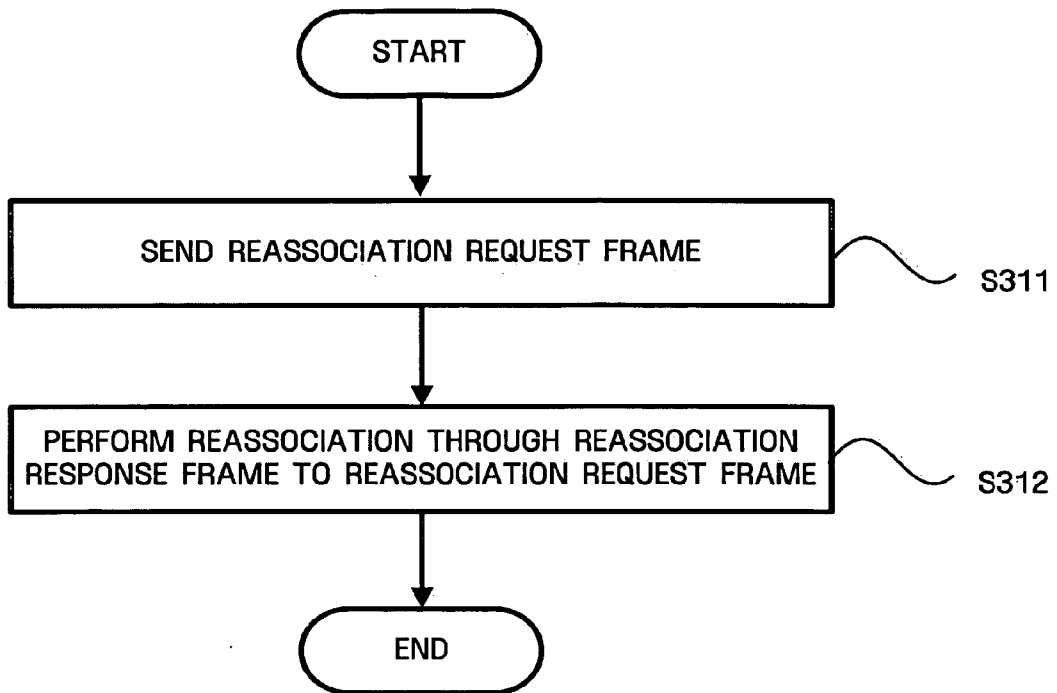 START
SEND REASSOCIATION REQUEST FRAME
S311
PERFORM REASSOCIATION THROUGH REASSOCIATION
RESPONSE FRAME TO REASSOCIATION REQUEST FRAME
S312
END